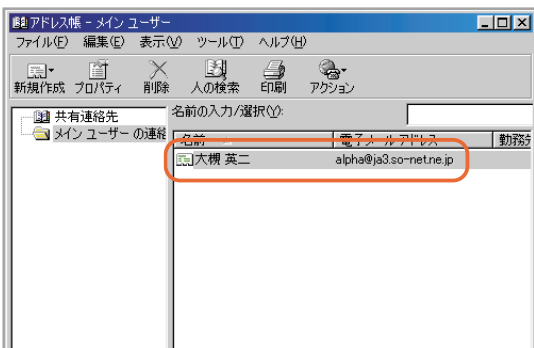 アドレス帳 - メイン ユーザー
ファイル(F) 編集(E) 表示(V) ツール(T) ヘルプ(H)
新規作成 プロパティ 削除 人の検索 印刷 アクション
共有連絡先
メイン ユーザー の連絡
名前の入力/選択(Y):
名前 電子メール アドレス 勤務先
大槻 英二 alpha@ja3.so-net.ne.jp